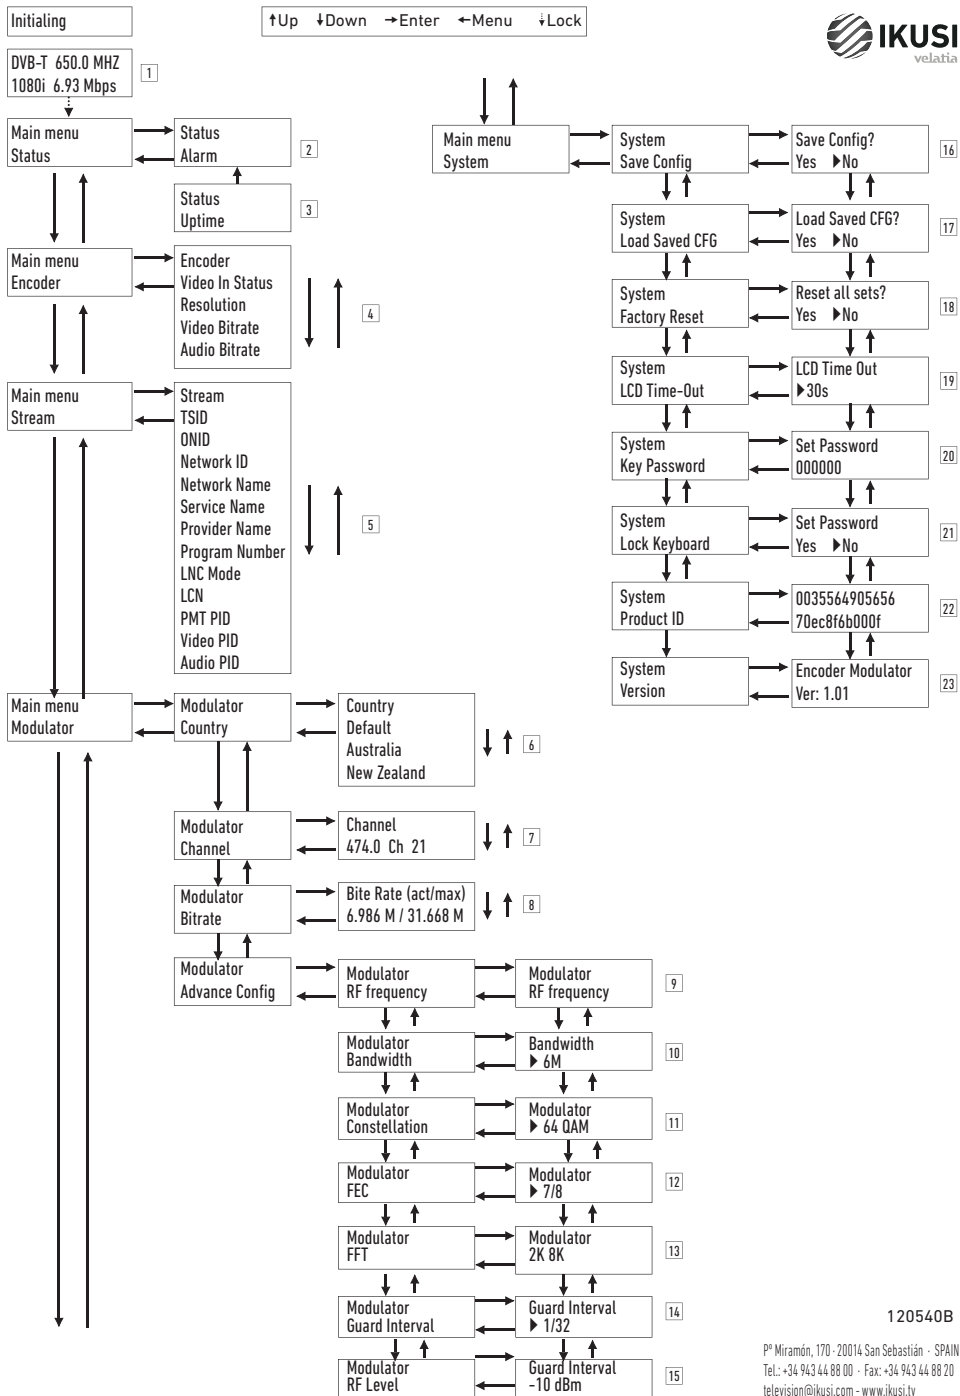 Initialing
↑Up ↓Down →Enter ←Menu ⇣Lock
IKUSI
velatia
DVB-T 650.0 MHZ
1080i 6.93 Mbps
1
Main menu
Status
Status
Alarm
2
Status
Uptime
3
Main menu
Encoder
Encoder
Video In Status
Resolution
Video Bitrate
Audio Bitrate
4
Main menu
Stream
Stream
TSID
ONID
Network ID
Network Name
Service Name
Provider Name
Program Number
LNC Mode
LCN
PMT PID
Video PID
Audio PID
5
Main menu
Modulator
Modulator
Country
Country
Default
Australia
New Zealand
6
Modulator
Channel
Channel
474.0 Ch 21
7
Modulator
Bitrate
Bite Rate (act/max)
6.986 M / 31.668 M
8
Modulator
Advance Config
Modulator
RF frequency
Modulator
RF frequency
9
Modulator
Bandwidth
Bandwidth
▶ 6M
10
Modulator
Constellation
Modulator
▶ 64 QAM
11
Modulator
FEC
Modulator
▶ 7/8
12
Modulator
FFT
Modulator
2K 8K
13
Modulator
Guard Interval
Guard Interval
▶ 1/32
14
Modulator
RF Level
Guard Interval
-10 dBm
15
Main menu
System
System
Save Config
Save Config?
Yes ▶No
16
System
Load Saved CFG
Load Saved CFG?
Yes ▶No
17
System
Factory Reset
Reset all sets?
Yes ▶No
18
System
LCD Time-Out
LCD Time Out
▶30s
19
System
Key Password
Set Password
000000
20
System
Lock Keyboard
Set Password
Yes ▶No
21
System
Product ID
0035564905656
70ec8f6b000f
22
System
Version
Encoder Modulator
Ver: 1.01
23
120540B
Pº Miramón, 170 · 20014 San Sebastián · SPAIN
Tel.: +34 943 44 88 00 · Fax: +34 943 44 88 20
television@ikusi.com - www.ikusi.tv